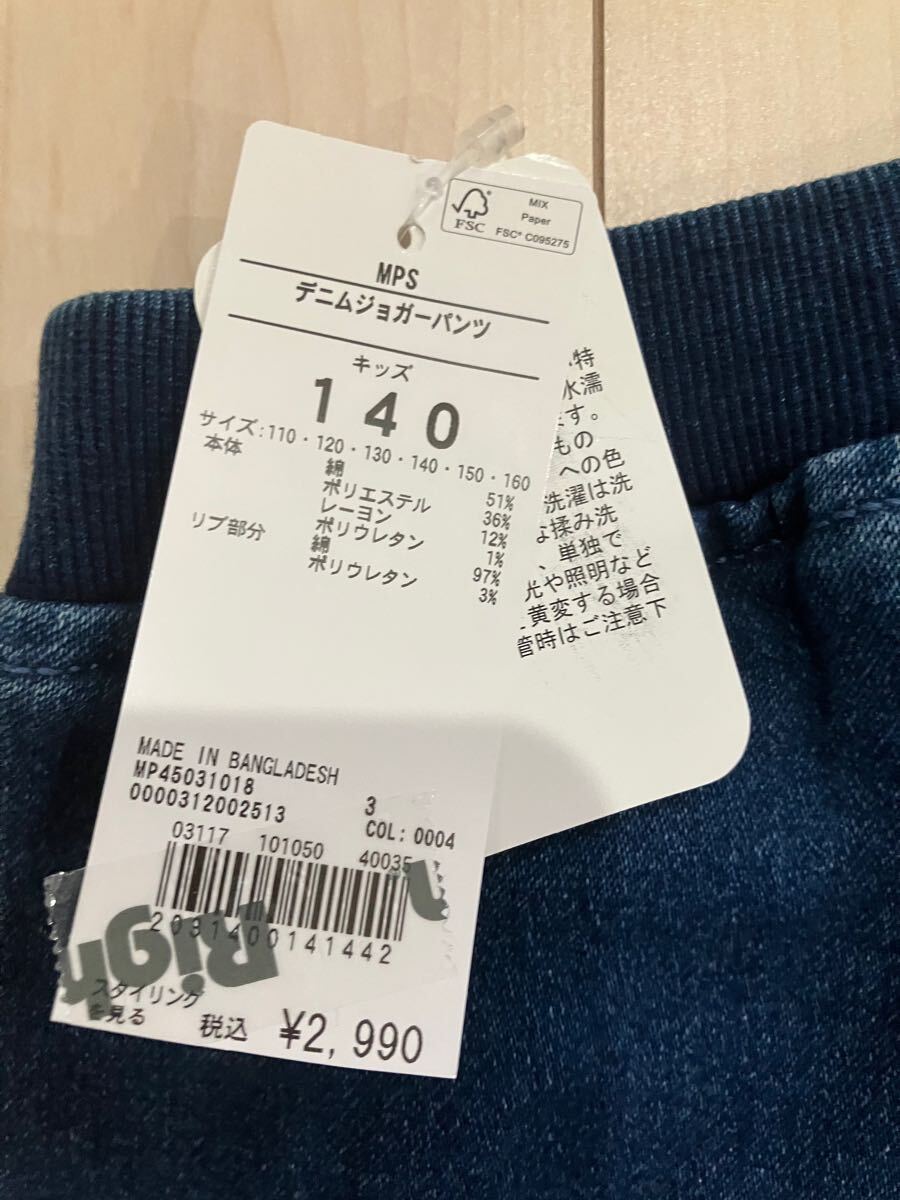 FSC
MIX
Paper
FSC® C095275
MPS
デニムジョガーパンツ
キッズ
140
サイズ:110・120・130・140・150・160
本体 綿 51%
ポリエステル 36%
レーヨン 12%
ポリウレタン 1%
リブ部分 綿 97%
ポリウレタン 3%
特
水濡
す。
もの
への色
洗濯は洗
な揉み洗
、単独で
光や照明など
黄変する場合
管時はご注意下
MADE IN BANGLADESH
MP45031018 3
0000312002513 COL:0004
03117 101050 40035
2031400141442
Righ
スタイリング
を見る
税込 ¥2,990